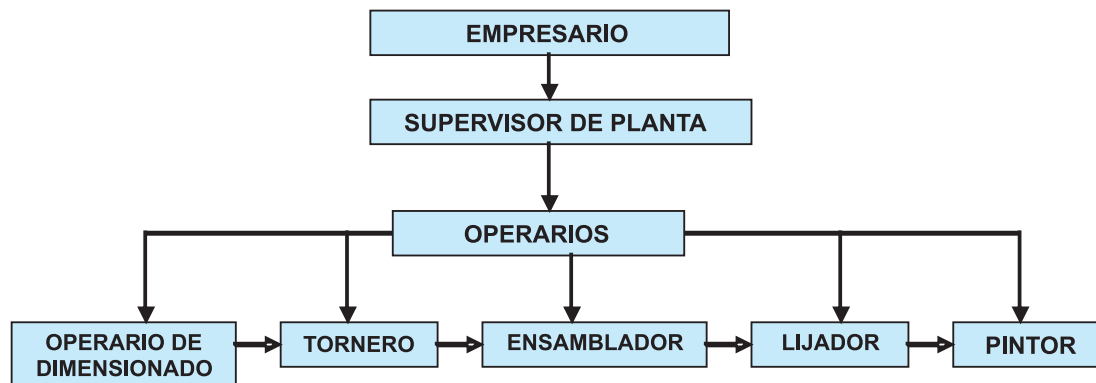 EMPRESARIO
SUPERVISOR DE PLANTA
OPERARIOS
OPERARIO DE
DIMENSIONADO
TORNERO
ENSAMBLADOR
LIJADOR
PINTOR